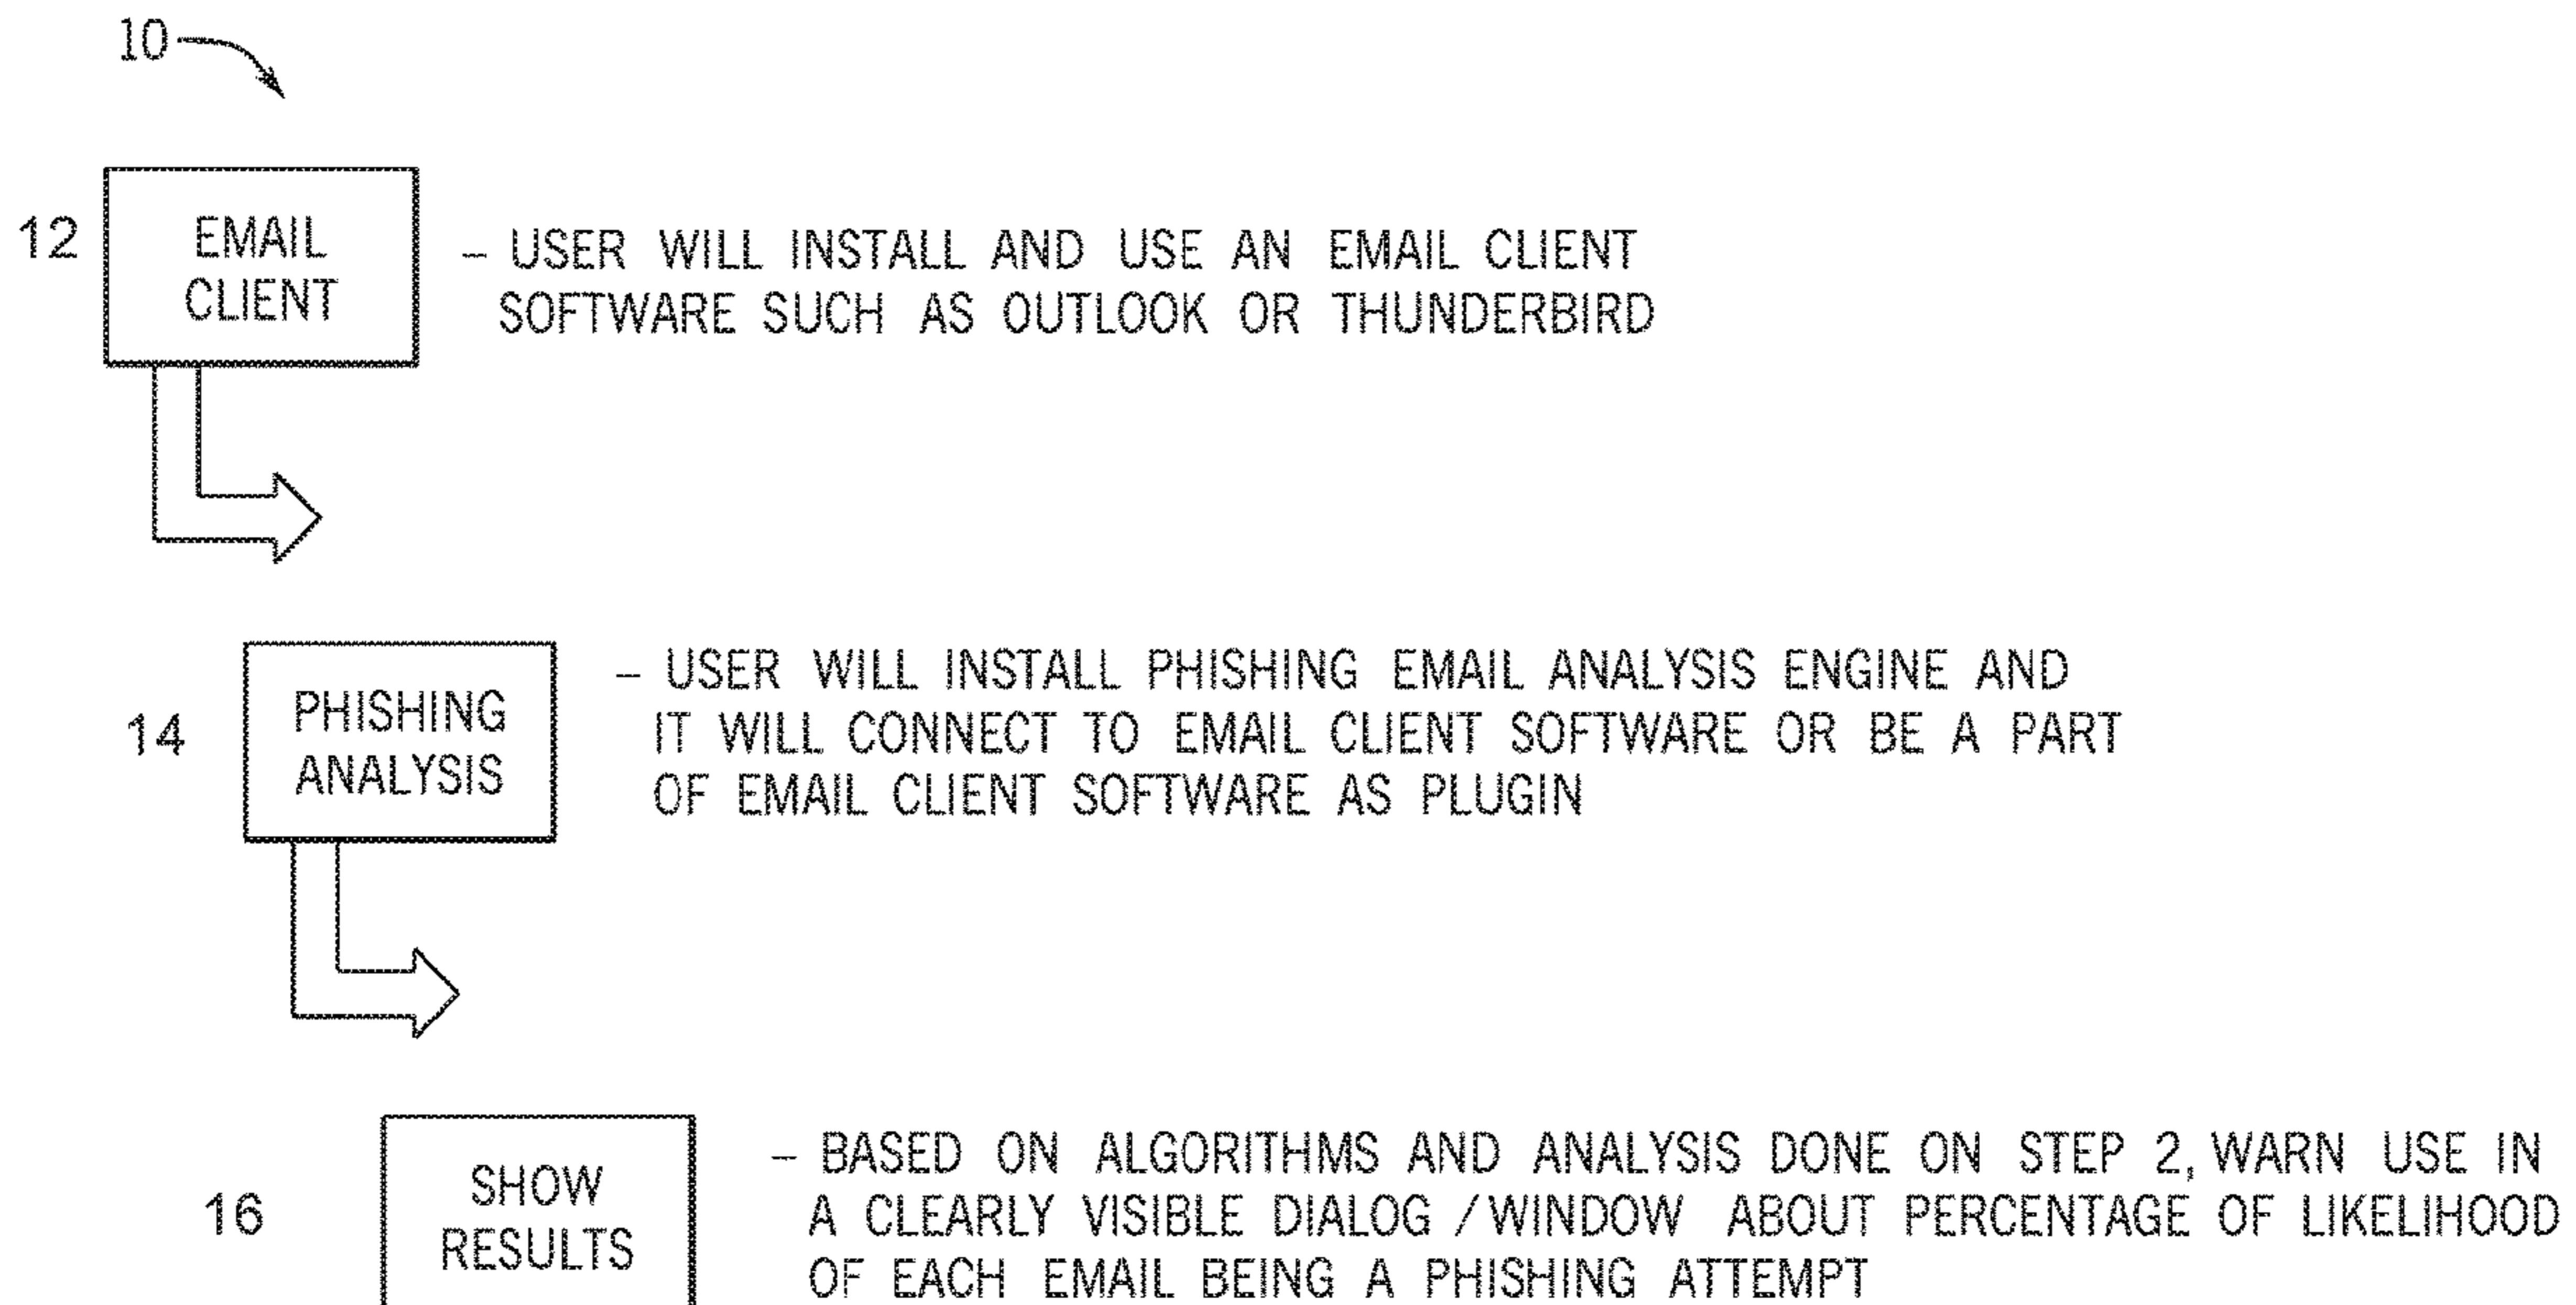 10
12
EMAIL
CLIENT
– USER WILL INSTALL AND USE AN EMAIL CLIENT
SOFTWARE SUCH AS OUTLOOK OR THUNDERBIRD
14
PHISHING
ANALYSIS
– USER WILL INSTALL PHISHING EMAIL ANALYSIS ENGINE AND
IT WILL CONNECT TO EMAIL CLIENT SOFTWARE OR BE A PART
OF EMAIL CLIENT SOFTWARE AS PLUGIN
16
SHOW
RESULTS
– BASED ON ALGORITHMS AND ANALYSIS DONE ON STEP 2, WARN USE IN
A CLEARLY VISIBLE DIALOG /WINDOW ABOUT PERCENTAGE OF LIKELIHOOD
OF EACH EMAIL BEING A PHISHING ATTEMPT